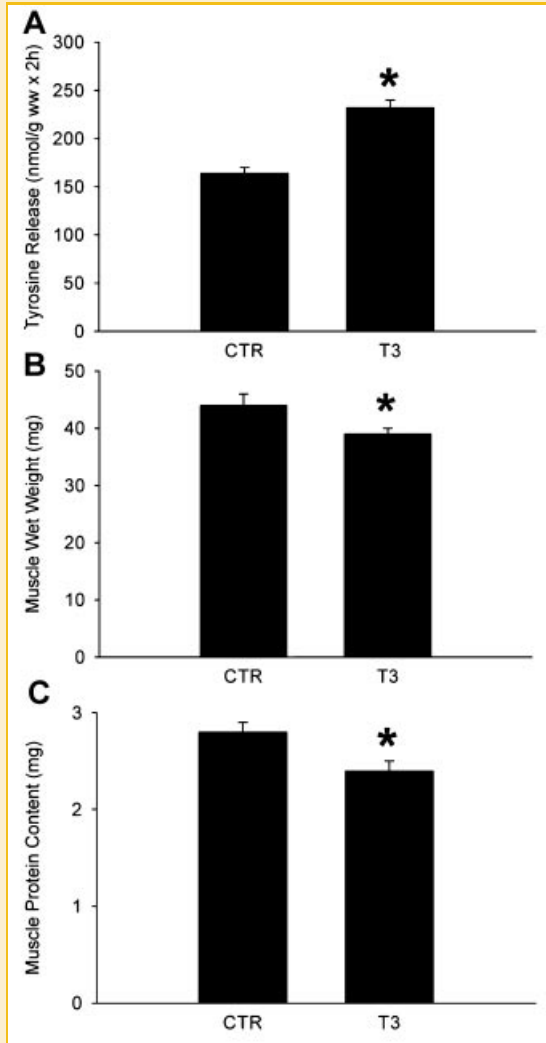 A
Tyrosine Release (nmol/g ww x 2h)
300
250
200
150
100
50
0
*
CTR T3
B
Muscle Wet Weight (mg)
50
40
30
40
20
10
0
*
CTR T3
C
Muscle Protein Content (mg)
3
2
1
0
*
CTR T3